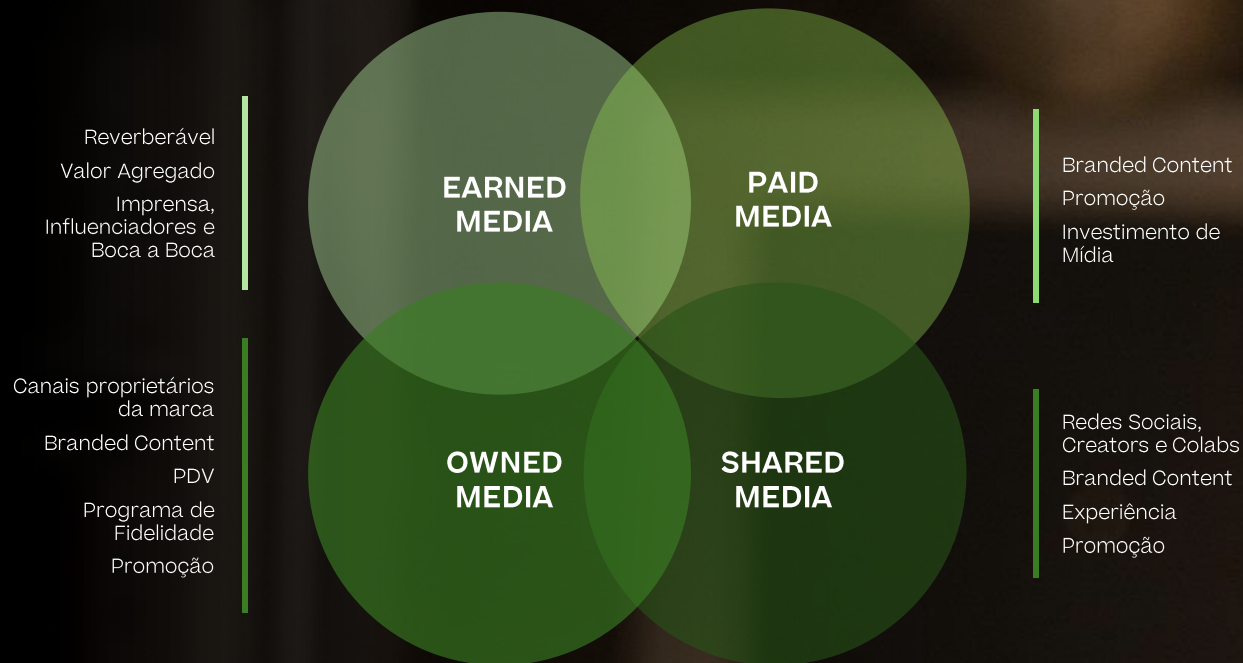 Reverberável
Valor Agregado
Imprensa,
Influenciadores e
Boca a Boca
EARNED
MEDIA
PAID
MEDIA
Branded Content
Promoção
Investimento de
Mídia
Canais proprietários
da marca
Branded Content
PDV
Programa de
Fidelidade
Promoção
OWNED
MEDIA
SHARED
MEDIA
Redes Sociais,
Creators e Colabs
Branded Content
Experiência
Promoção